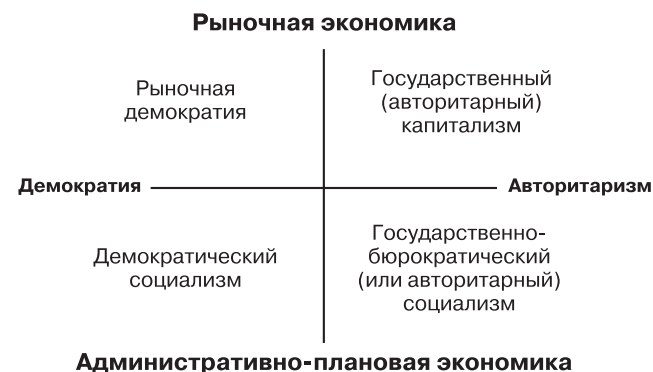 Рыночная экономика
Рыночная
демократия
Государственный
(авторитарный)
капитализм
Демократия
Авторитаризм
Демократический
социализм
Государственно-
бюрократический
(или авторитарный)
социализм
Административно-плановая экономика